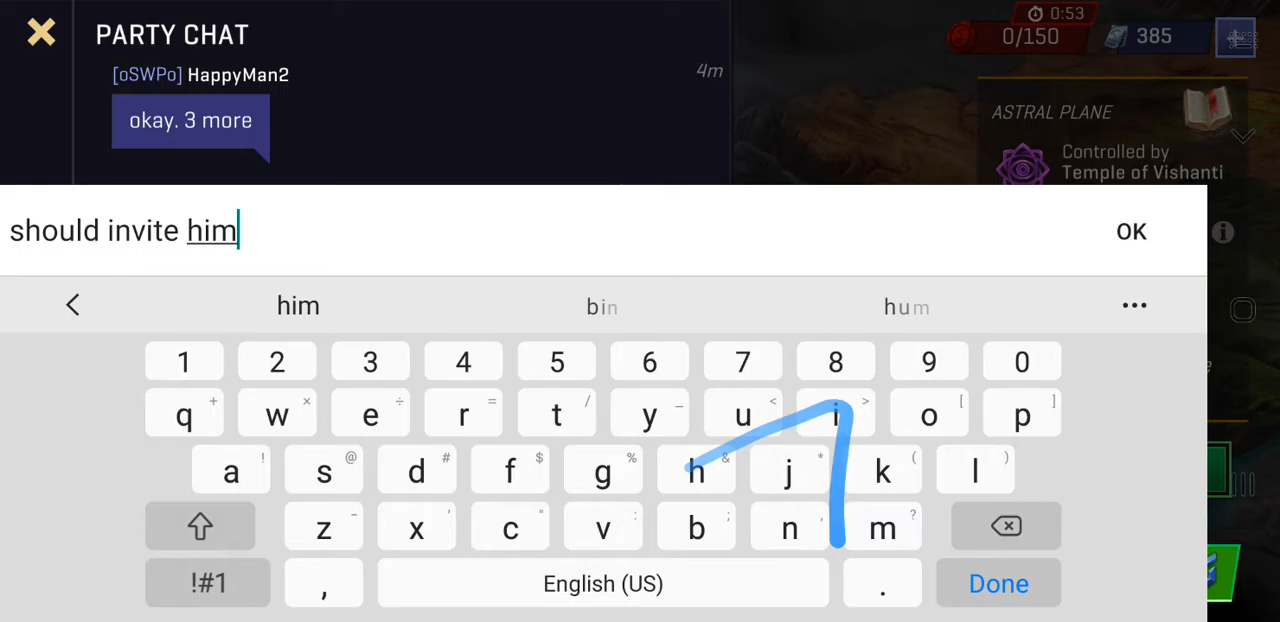 PARTY CHAT
[oSWPo] HappyMan2
4m
okay. 3 more
0:53
0/150
385
ASTRAL PLANE
Controlled by
Temple of Vishanti
should invite him
OK
him
bin
hum
1 2 3 4 5 6 7 8 9 0
q + w × e ÷ r = t / y _ u < i > o [ p ]
a ! s @ d # f $ g % h & j * k ( l )
z - x ' c " v : b ; n , m ?
!#1 , English (US) . Done